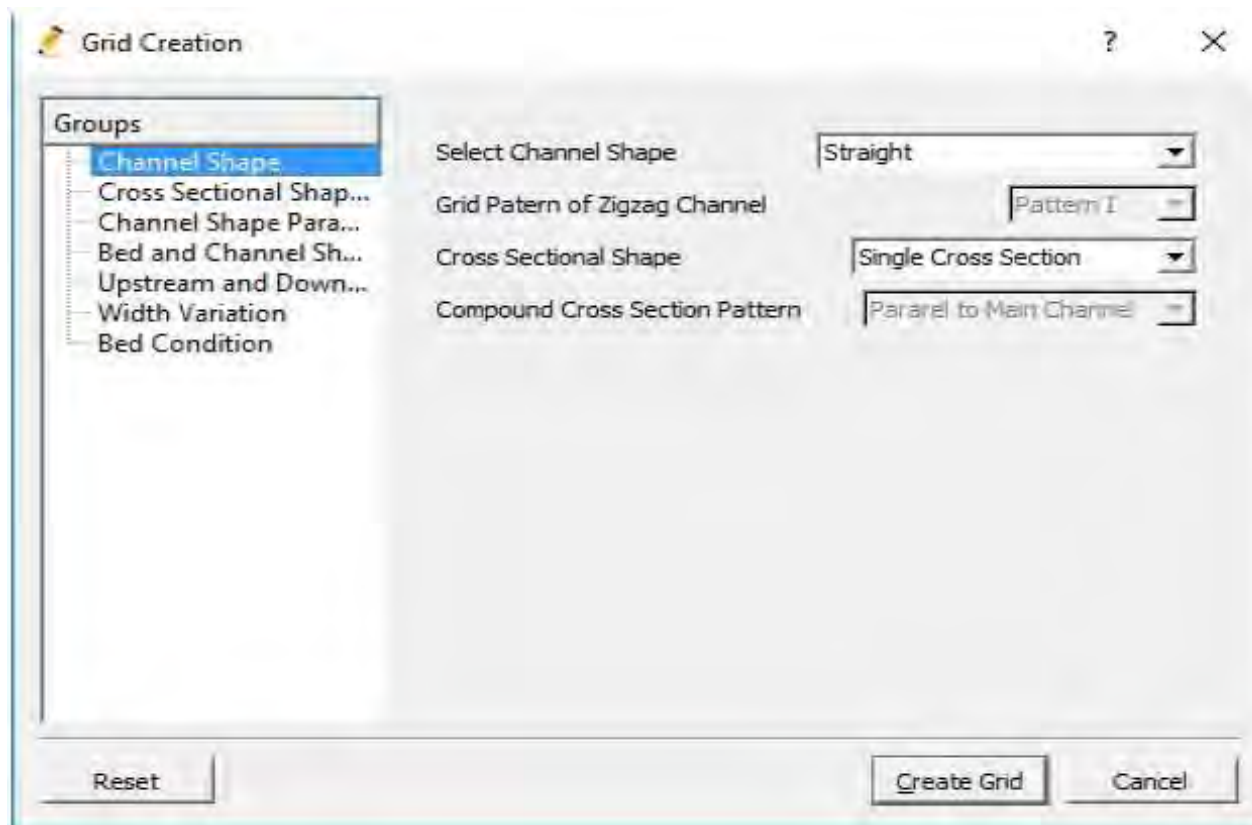 Grid Creation
?
Groups
Channel Shape
Cross Sectional Shap...
Channel Shape Para...
Bed and Channel Sh...
Upstream and Down...
Width Variation
Bed Condition
Select Channel Shape Straight
Grid Patern of Zigzag Channel Pattern I
Cross Sectional Shape Single Cross Section
Compound Cross Section Pattern Pararel to Main Channel
Reset Create Grid Cancel